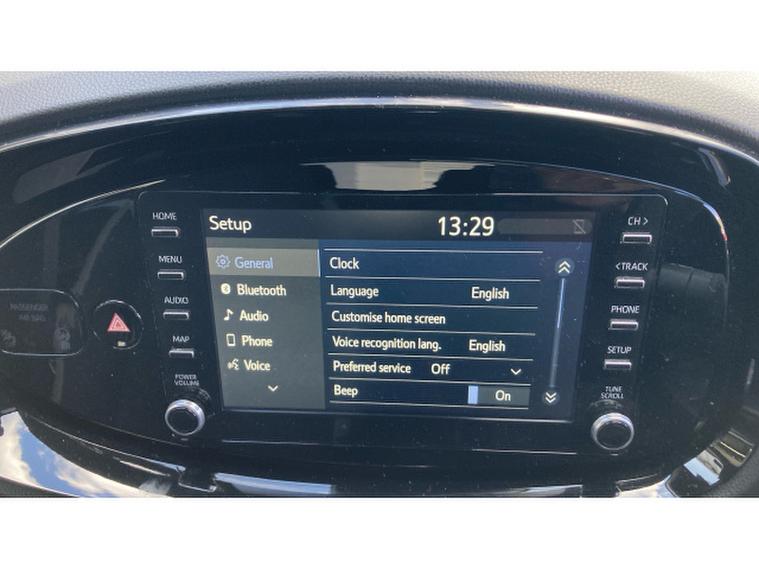 HOME
MENU
AUDIO
MAP
POWER
VOLUME
PASSENGER
AIR BAG
Setup 13:29
General
Bluetooth
Audio
Phone
Voice
Clock
Language English
Customise home screen
Voice recognition lang. English
Preferred service Off
Beep On
CH >
< TRACK
PHONE
SETUP
TUNE
SCROLL